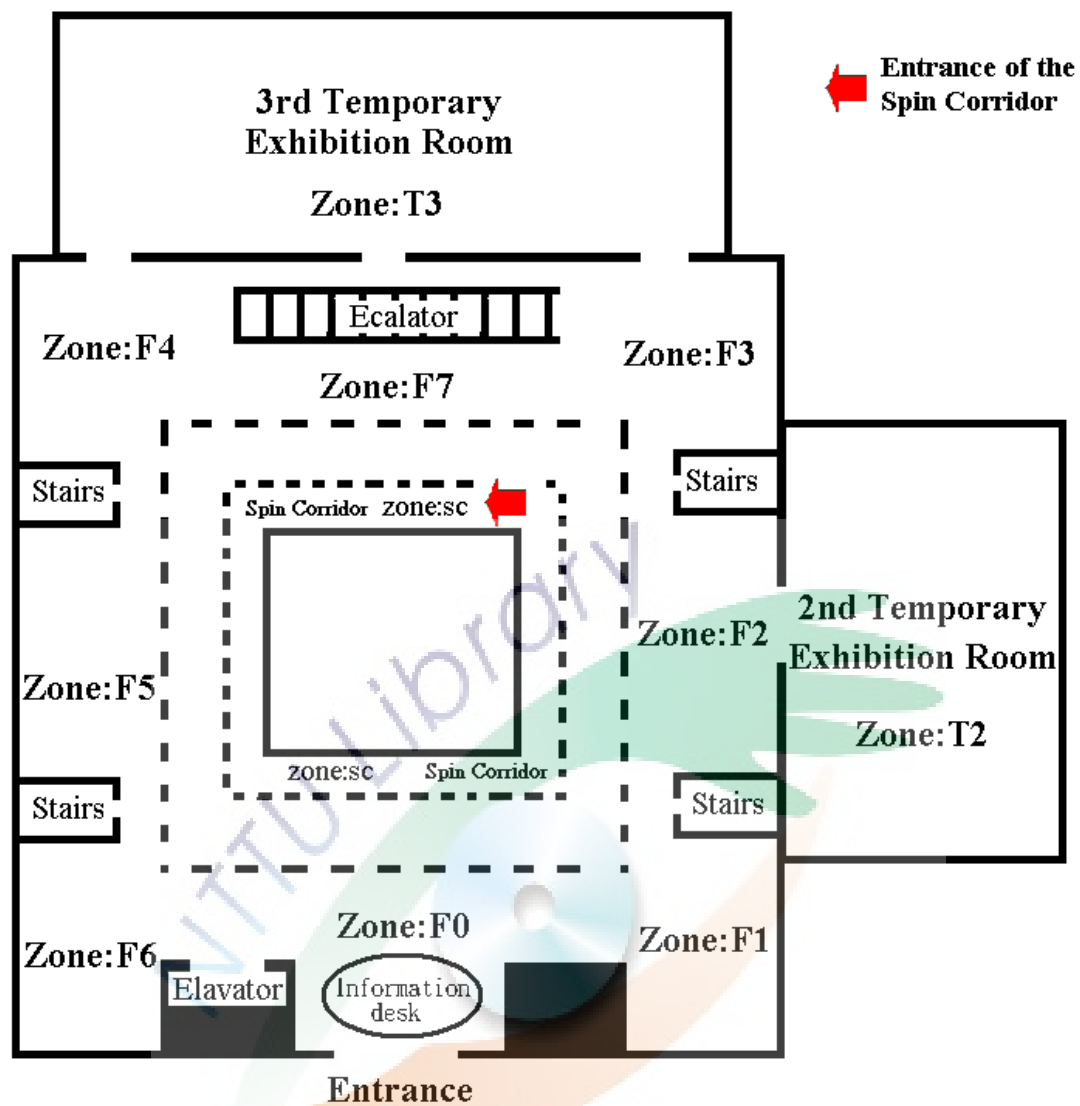 Entrance of the
Spin Corridor
3rd Temporary
Exhibition Room
Zone:T3
Ecalator
Zone:F4
Zone:F3
Zone:F7
Stairs
Stairs
Spin Corridor zone:sc
2nd Temporary
Zone:F2
Exhibition Room
Zone:F5
Zone:T2
zone:sc Spin Corridor
Stairs
Stairs
NTTU Library
Zone:F0
Zone:F1
Zone:F6
Elavator
Information
desk
Entrance